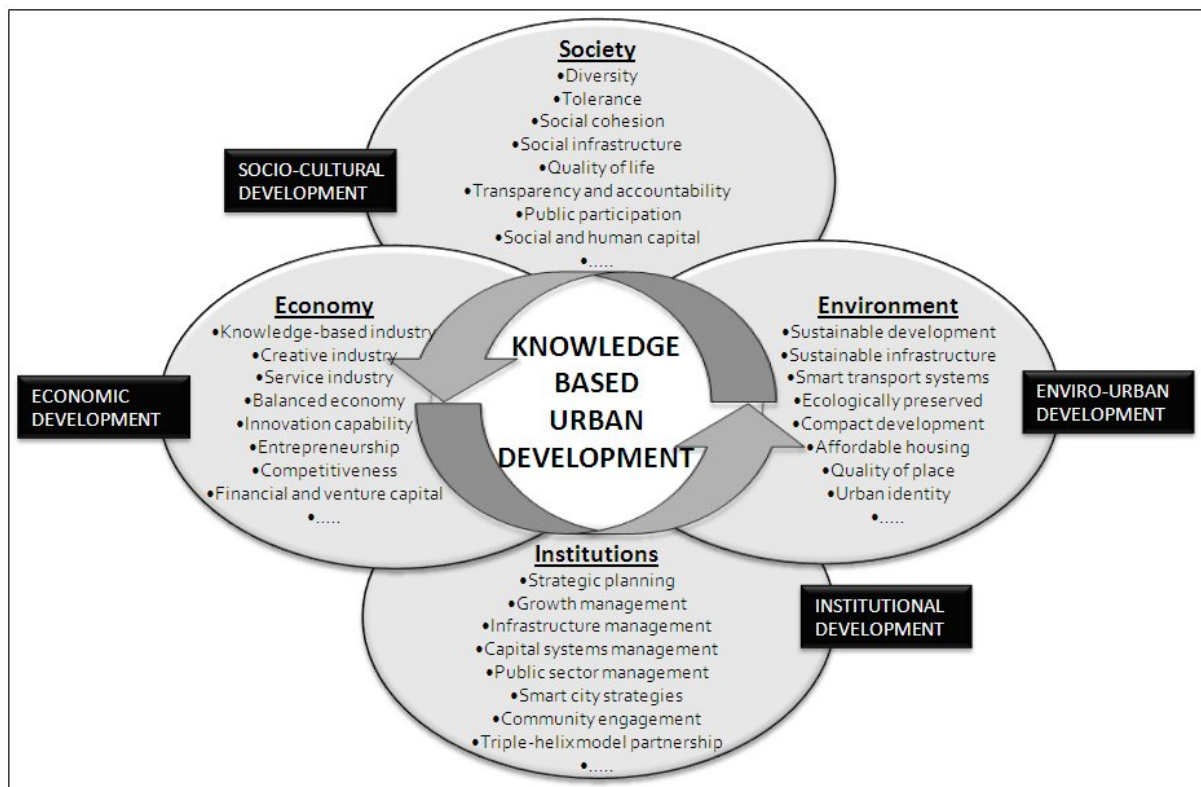 Society
•Diversity
•Tolerance
•Social cohesion
•Social infrastructure
•Quality of life
•Transparency and accountability
•Public participation
•Social and human capital
•.....
SOCIO-CULTURAL
DEVELOPMENT
Economy
•Knowledge-based industry
•Creative industry
•Service industry
•Balanced economy
•Innovation capability
•Entrepreneurship
•Competitiveness
•Financial and venture capital
•.....
ECONOMIC
DEVELOPMENT
KNOWLEDGE
BASED
URBAN
DEVELOPMENT
Environment
•Sustainable development
•Sustainable infrastructure
•Smart transport systems
•Ecologically preserved
•Compact development
•Affordable housing
•Quality of place
•Urban identity
•.....
ENVIRO-URBAN
DEVELOPMENT
Institutions
•Strategic planning
•Growth management
•Infrastructure management
•Capital systems management
•Public sector management
•Smart city strategies
•Community engagement
•Triple-helix model partnership
•.....
INSTITUTIONAL
DEVELOPMENT